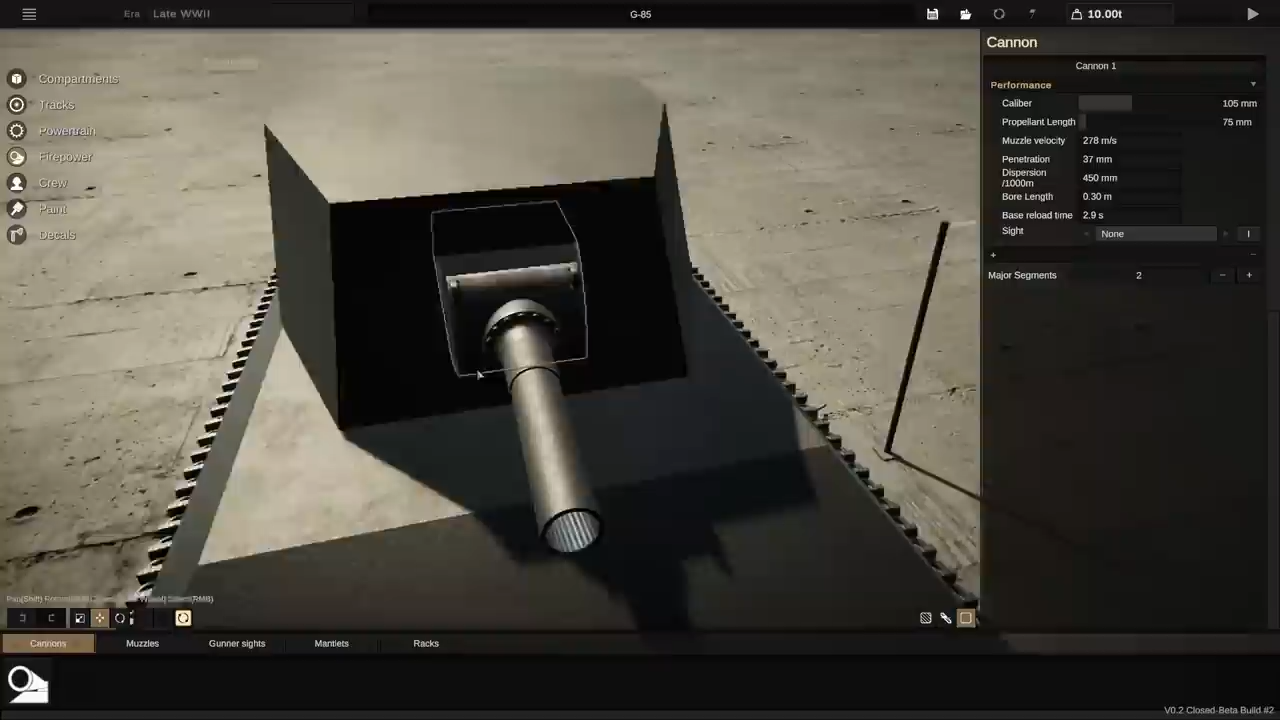 Era Late WWII
G-85
10.00t
Compartments
Tracks
Powertrain
Firepower
Crew
Paint
Decals
Cannon
Cannon 1
Performance
Caliber 105 mm
Propellant Length 75 mm
Muzzle velocity 278 m/s
Penetration 37 mm
Dispersion
/1000m 450 mm
Bore Length 0.30 m
Base reload time 2.9 s
Sight None I
+ −
Major Segments 2 − +
Cannons Muzzles Gunner sights Mantlets Racks
V0.2 Closed-Beta Build #2